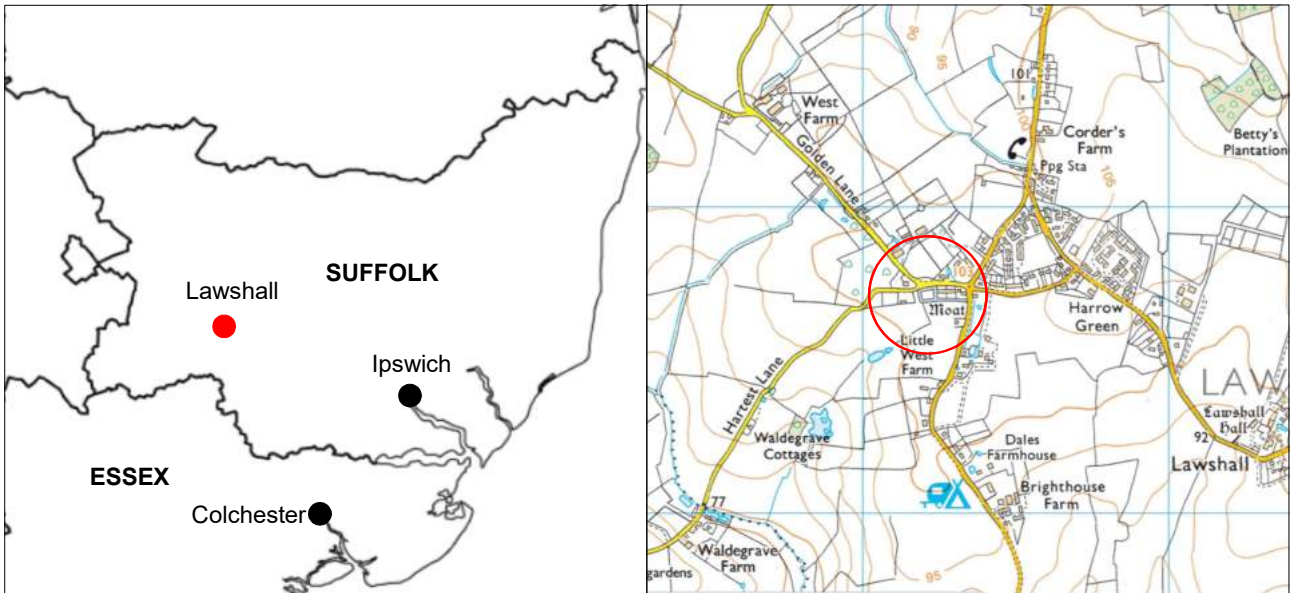 SUFFOLK
Lawshall
Ipswich
ESSEX
Colchester
80
95
101
West
Farm
Golden Lane
Corder's
Farm
Ppg Sta
Betty's
Plantation
105
103
Moat
Harrow
Green
Little
West
Farm
Hartest Lane
LAW
Lawshall
Hall
92
Lawshall
Waldegrave
Cottages
Dales
Farmhouse
Brighthouse
Farm
77
Waldegrave
Farm
gardens
95